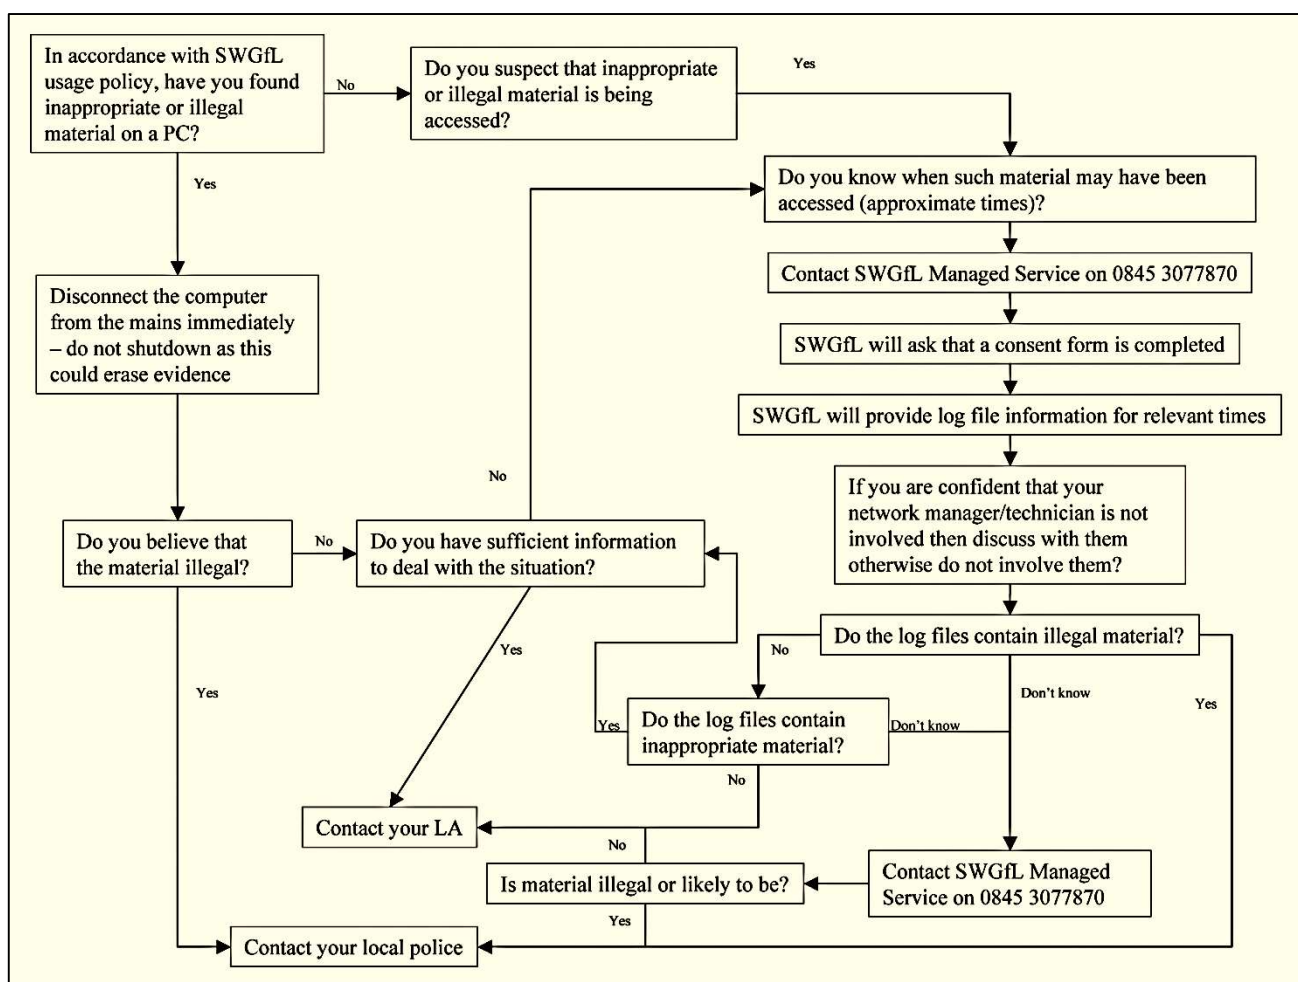 In accordance with SWGfL
usage policy, have you found
inappropriate or illegal
material on a PC?
No
Do you suspect that inappropriate
or illegal material is being
accessed?
Yes
Yes
Do you know when such material may have been
accessed (approximate times)?
Contact SWGfL Managed Service on 0845 3077870
Disconnect the computer
from the mains immediately
– do not shutdown as this
could erase evidence
SWGfL will ask that a consent form is completed
SWGfL will provide log file information for relevant times
No
If you are confident that your
network manager/technician is not
involved then discuss with them
otherwise do not involve them?
Do you believe that
the material illegal?
No
Do you have sufficient information
to deal with the situation?
Do the log files contain illegal material?
Yes
No
Yes
Don't know
Yes
Yes
Do the log files contain
inappropriate material?
Don't know
No
Contact your LA
No
Is material illegal or likely to be?
Contact SWGfL Managed
Service on 0845 3077870
Yes
Contact your local police